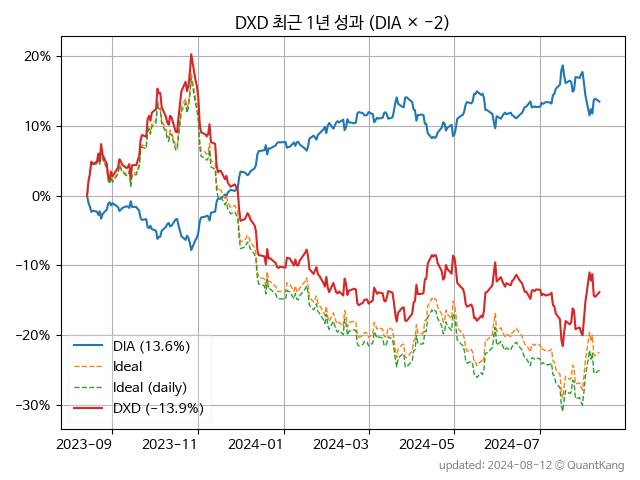 DXD 최근 1년 성과 (DIA × −2)
20%
10%
0%
−10%
−20%
−30%
DIA (13.6%)
Ideal
Ideal (daily)
DXD (−13.9%)
2023−09
2023−11
2024−01
2024−03
2024−05
2024−07
updated: 2024−08−12 © QuantKang